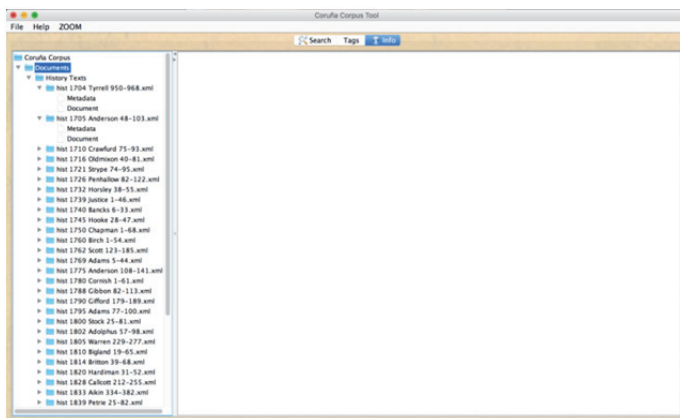 Coruña Corpus Tool
File Help ZOOM
Search Tags Info
Coruña Corpus
Documents
History Texts
hist 1704 Tyrrell 950-968.xml
Metadata
Document
hist 1705 Anderson 48-103.xml
Metadata
Document
hist 1710 Crawfurd 75-93.xml
hist 1716 Oldmixon 40-81.xml
hist 1721 Strype 74-95.xml
hist 1726 Penhallow 82-122.xml
hist 1732 Horsley 38-55.xml
hist 1739 Justice 1-46.xml
hist 1740 Bancks 6-33.xml
hist 1745 Hooke 28-47.xml
hist 1750 Chapman 1-68.xml
hist 1760 Birch 1-54.xml
hist 1762 Scott 123-185.xml
hist 1769 Adams 5-44.xml
hist 1775 Anderson 108-141.xml
hist 1780 Cornish 1-61.xml
hist 1788 Gibbon 82-113.xml
hist 1790 Gifford 179-189.xml
hist 1795 Adams 77-100.xml
hist 1800 Stock 25-81.xml
hist 1802 Adolphus 57-98.xml
hist 1805 Warren 229-277.xml
hist 1810 Bigland 19-65.xml
hist 1814 Britton 39-68.xml
hist 1820 Hardiman 31-52.xml
hist 1828 Callcott 212-255.xml
hist 1833 Aikin 334-382.xml
hist 1839 Petrie 25-82.xml